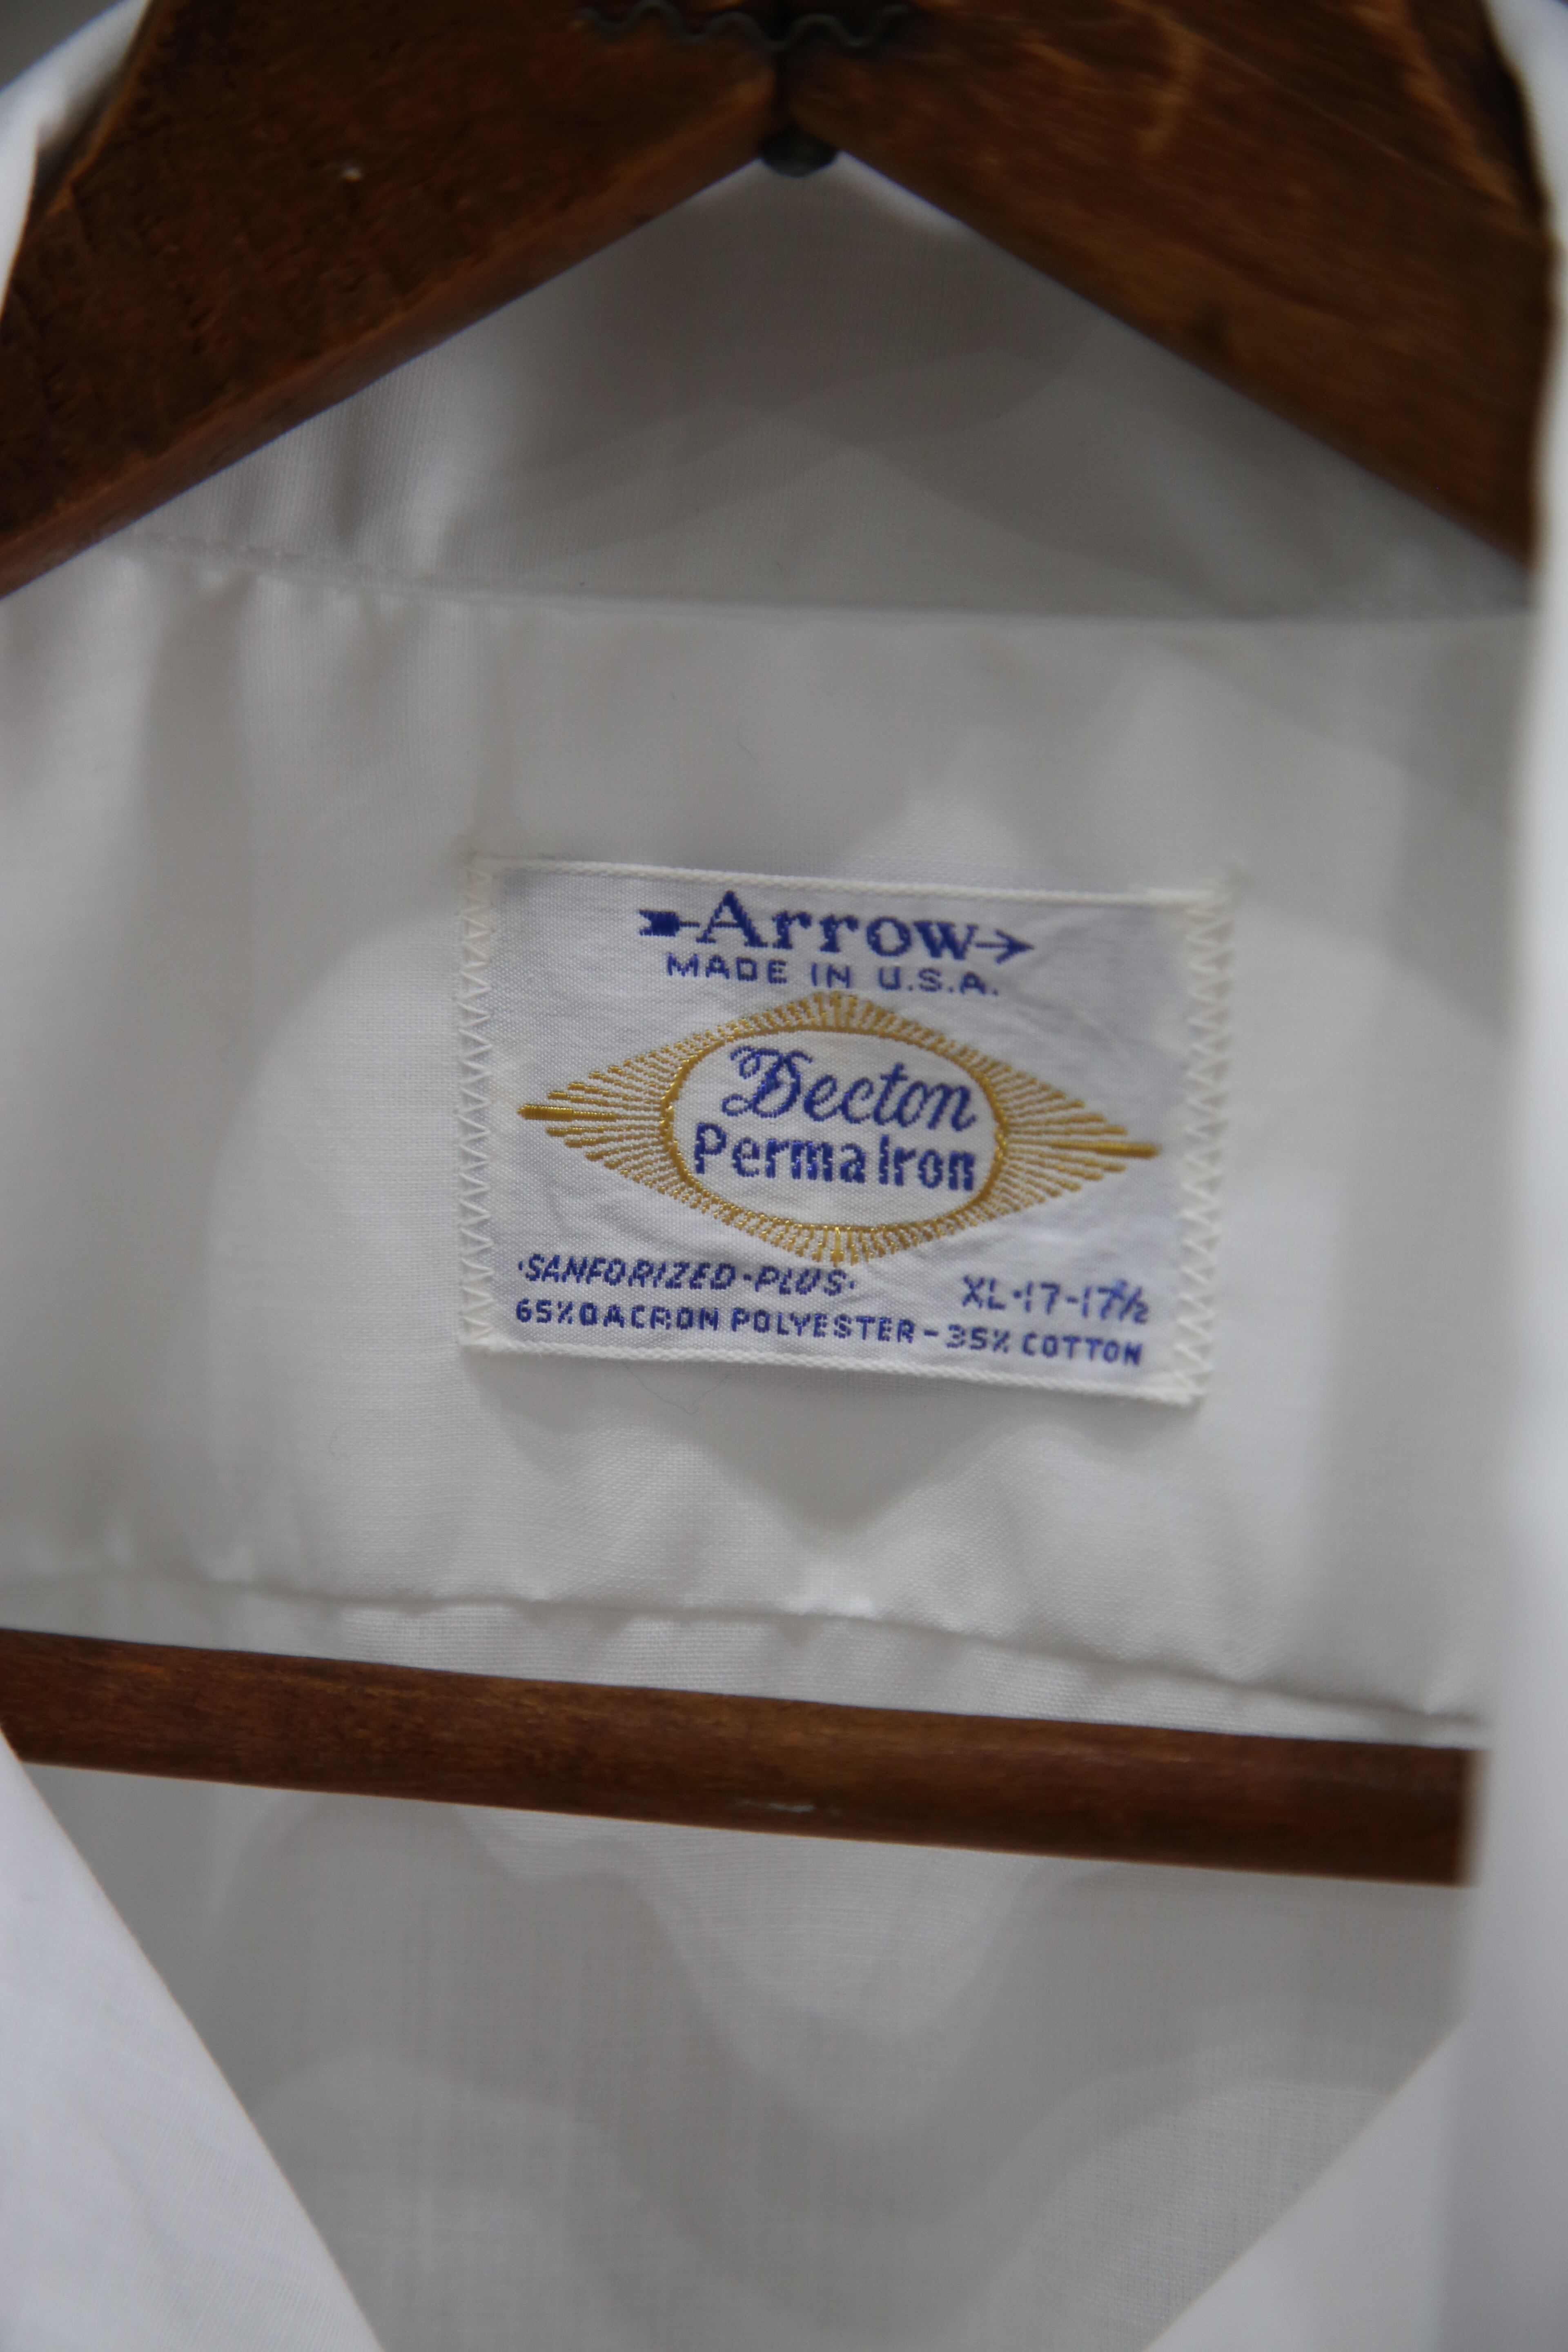 Arrow
MADE IN U.S.A.
Decton
Perma Iron
·SANFORIZED-PLUS· XL·17-17½
65% DACRON POLYESTER-35% COTTON